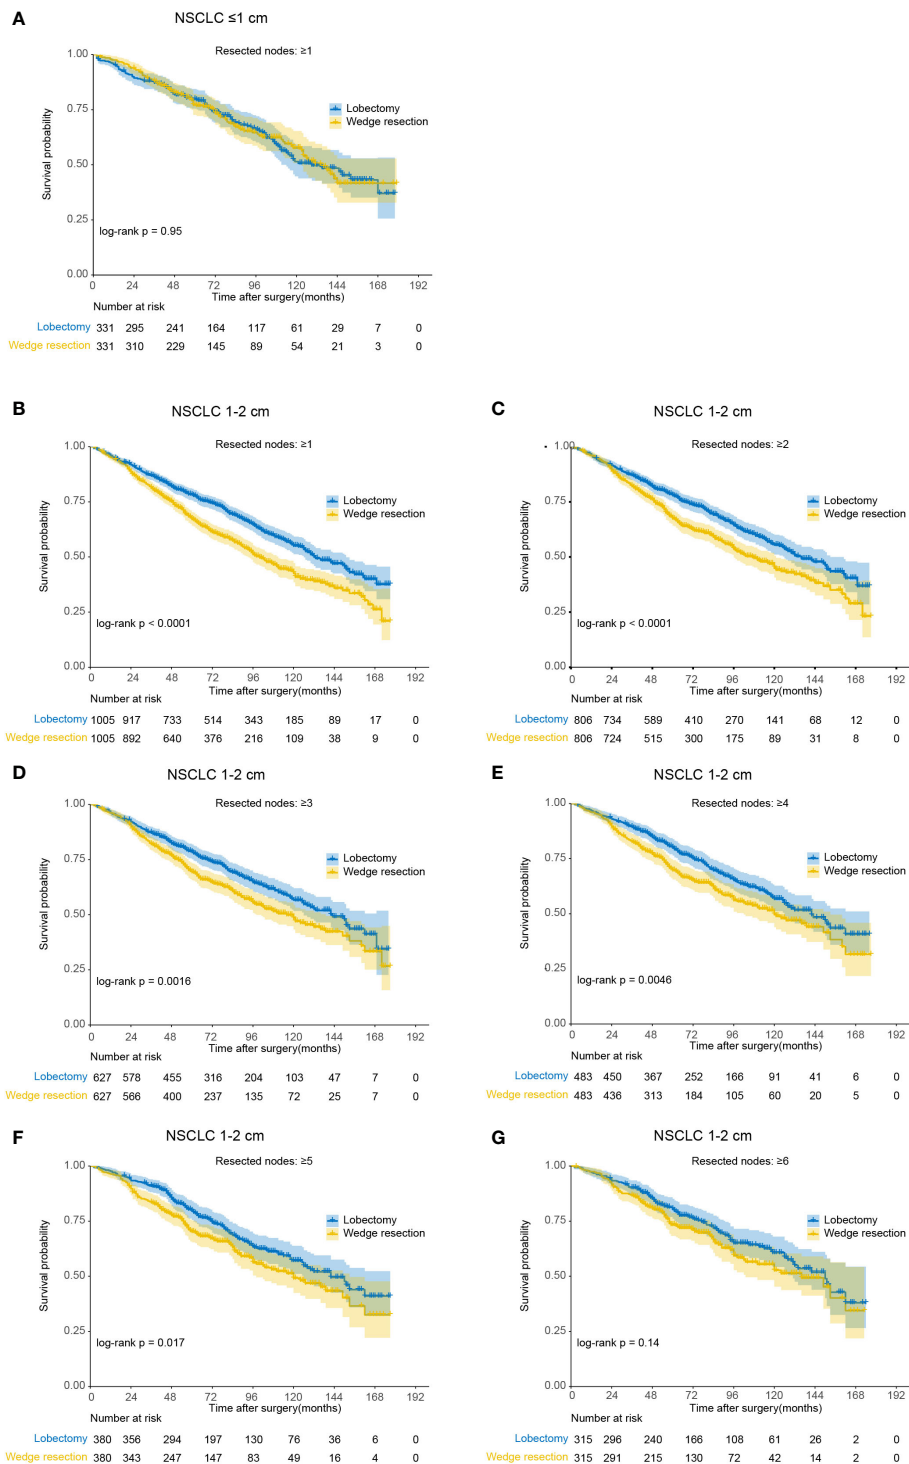 A
NSCLC ≤1 cm
Resected nodes: ≥1
1.00
0.75
0.50
0.25
0.00
Survival probability
Lobectomy
Wedge resection
log-rank p = 0.95
0 24 48 72 96 120 144 168 192
Time after surgery(months)
Number at risk
Lobectomy 331 295 241 164 117 61 29 7 0
Wedge resection 331 310 229 145 89 54 21 3 0
B
NSCLC 1-2 cm
Resected nodes: ≥1
1.00
0.75
0.50
0.25
0.00
Survival probability
Lobectomy
Wedge resection
log-rank p < 0.0001
0 24 48 72 96 120 144 168 192
Time after surgery(months)
Number at risk
Lobectomy 1005 917 733 514 343 185 89 17 0
Wedge resection 1005 892 640 376 216 109 38 9 0
C
NSCLC 1-2 cm
Resected nodes: ≥2
1.00
0.75
0.50
0.25
0.00
Survival probability
Lobectomy
Wedge resection
log-rank p < 0.0001
0 24 48 72 96 120 144 168 192
Time after surgery(months)
Number at risk
Lobectomy 806 734 589 410 270 141 68 12 0
Wedge resection 806 724 515 300 175 89 31 8 0
D
NSCLC 1-2 cm
Resected nodes: ≥3
1.00
0.75
0.50
0.25
0.00
Survival probability
Lobectomy
Wedge resection
log-rank p = 0.0016
0 24 48 72 96 120 144 168 192
Time after surgery(months)
Number at risk
Lobectomy 627 578 455 316 204 103 47 7 0
Wedge resection 627 566 400 237 135 72 25 7 0
E
NSCLC 1-2 cm
Resected nodes: ≥4
1.00
0.75
0.50
0.25
0.00
Survival probability
Lobectomy
Wedge resection
log-rank p = 0.0046
0 24 48 72 96 120 144 168 192
Time after surgery(months)
Number at risk
Lobectomy 483 450 367 252 166 91 41 6 0
Wedge resection 483 436 313 184 105 60 20 5 0
F
NSCLC 1-2 cm
Resected nodes: ≥5
1.00
0.75
0.50
0.25
0.00
Survival probability
Lobectomy
Wedge resection
log-rank p = 0.017
0 24 48 72 96 120 144 168 192
Time after surgery(months)
Number at risk
Lobectomy 380 356 294 197 130 76 36 6 0
Wedge resection 380 343 247 147 83 49 16 4 0
G
NSCLC 1-2 cm
Resected nodes: ≥6
1.00
0.75
0.50
0.25
0.00
Survival probability
Lobectomy
Wedge resection
log-rank p = 0.14
0 24 48 72 96 120 144 168 192
Time after surgery(months)
Number at risk
Lobectomy 315 296 240 166 108 61 26 2 0
Wedge resection 315 291 215 130 72 42 14 2 0